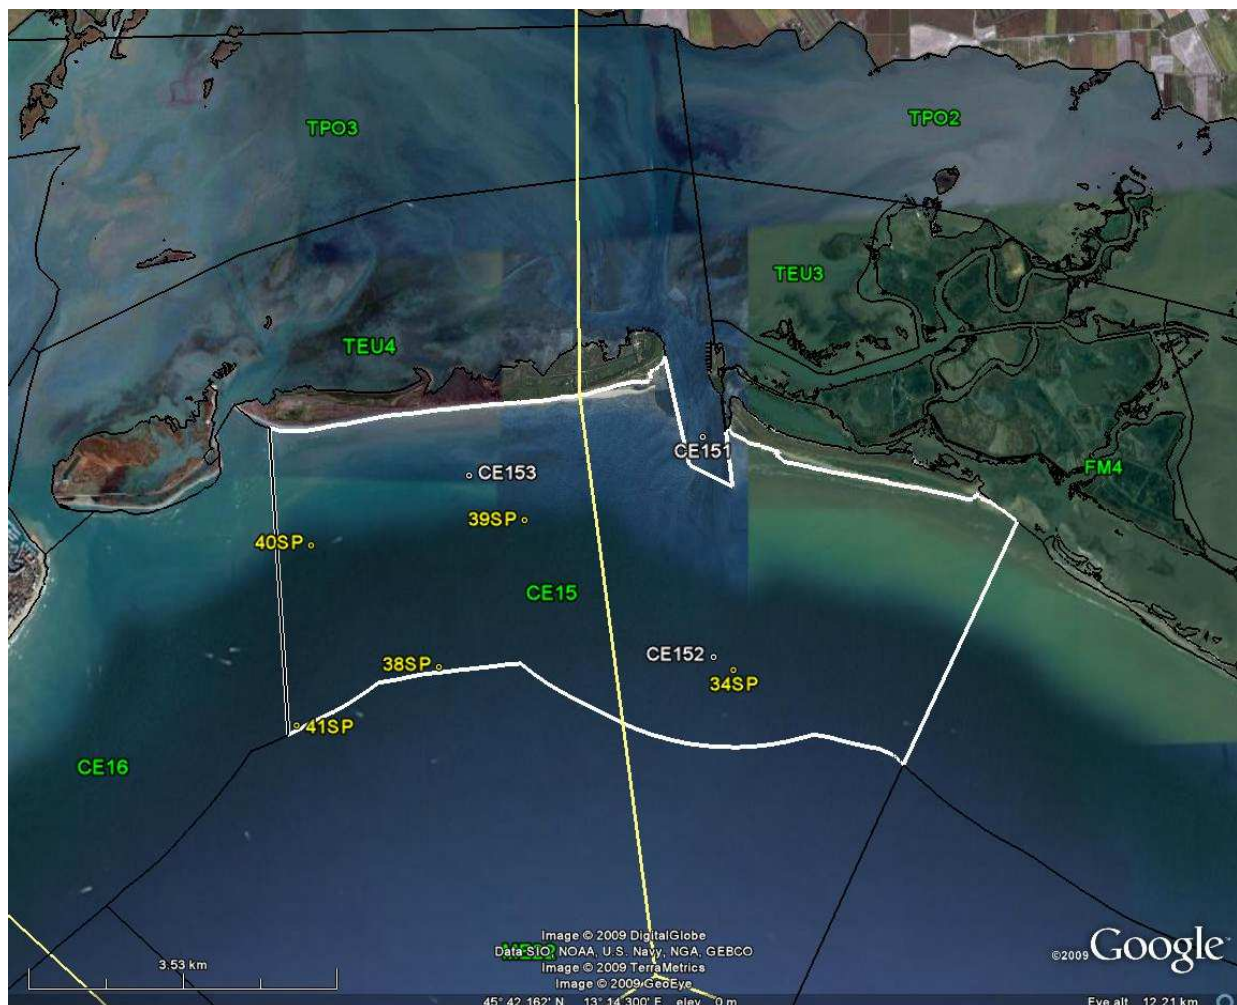 TPO3
TPO2
TEU3
TEU4
CE151
FM4
CE153
39SP
40SP
CE15
CE152
38SP
34SP
41SP
CE16
Image © 2009 DigitalGlobe
Data SIO, NOAA, U.S. Navy, NGA, GEBCO
Image © 2009 TerraMetrics
Image © 2009 GeoEye
©2009 Google
3.53 km
45° 42.162' N 13° 14.300' E elev 0 m
Eye alt 12.21 km